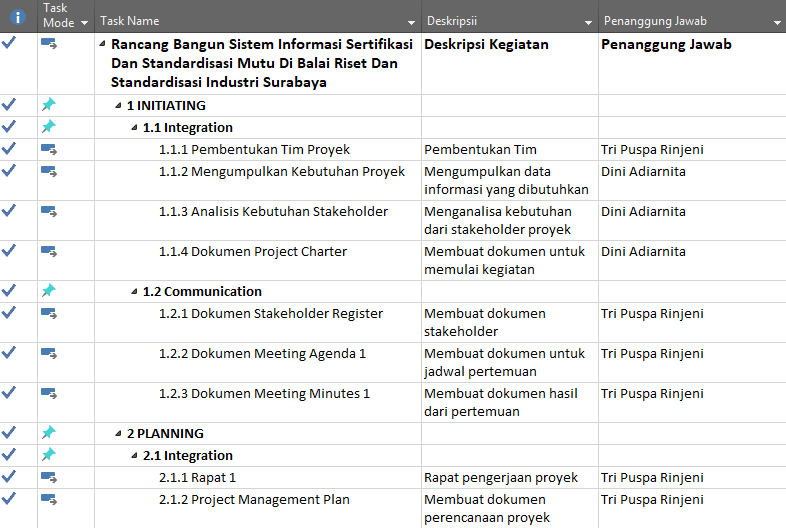 Task
Mode
Task Name
Deskripsii
Penanggung Jawab
Rancang Bangun Sistem Informasi Sertifikasi
Dan Standardisasi Mutu Di Balai Riset Dan
Standardisasi Industri Surabaya
Deskripsi Kegiatan
Penanggung Jawab
1 INITIATING
1.1 Integration
1.1.1 Pembentukan Tim Proyek
Pembentukan Tim
Tri Puspa Rinjeni
1.1.2 Mengumpulkan Kebutuhan Proyek
Mengumpulkan data
informasi yang dibutuhkan
Dini Adiarnita
1.1.3 Analisis Kebutuhan Stakeholder
Menganalisa kebutuhan
dari stakeholder proyek
Dini Adiarnita
1.1.4 Dokumen Project Charter
Membuat dokumen untuk
memulai kegiatan
Dini Adiarnita
1.2 Communication
1.2.1 Dokumen Stakeholder Register
Membuat dokumen
stakeholder
Tri Puspa Rinjeni
1.2.2 Dokumen Meeting Agenda 1
Membuat dokumen untuk
jadwal pertemuan
Tri Puspa Rinjeni
1.2.3 Dokumen Meeting Minutes 1
Membuat dokumen hasil
dari pertemuan
Tri Puspa Rinjeni
2 PLANNING
2.1 Integration
2.1.1 Rapat 1
Rapat pengerjaan proyek
Tri Puspa Rinjeni
2.1.2 Project Management Plan
Membuat dokumen
perencanaan proyek
Tri Puspa Rinjeni